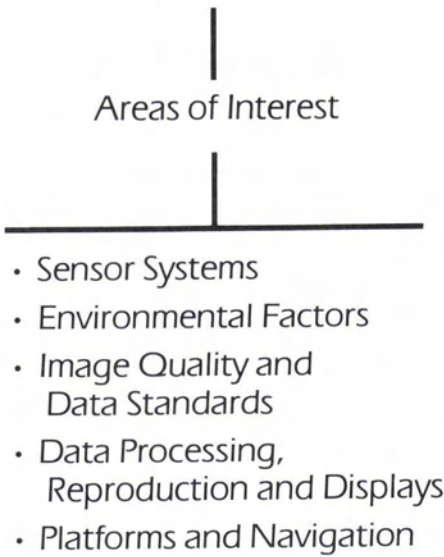 Areas of Interest
· Sensor Systems
· Environmental Factors
· Image Quality and
Data Standards
· Data Processing,
Reproduction and Displays
· Platforms and Navigation